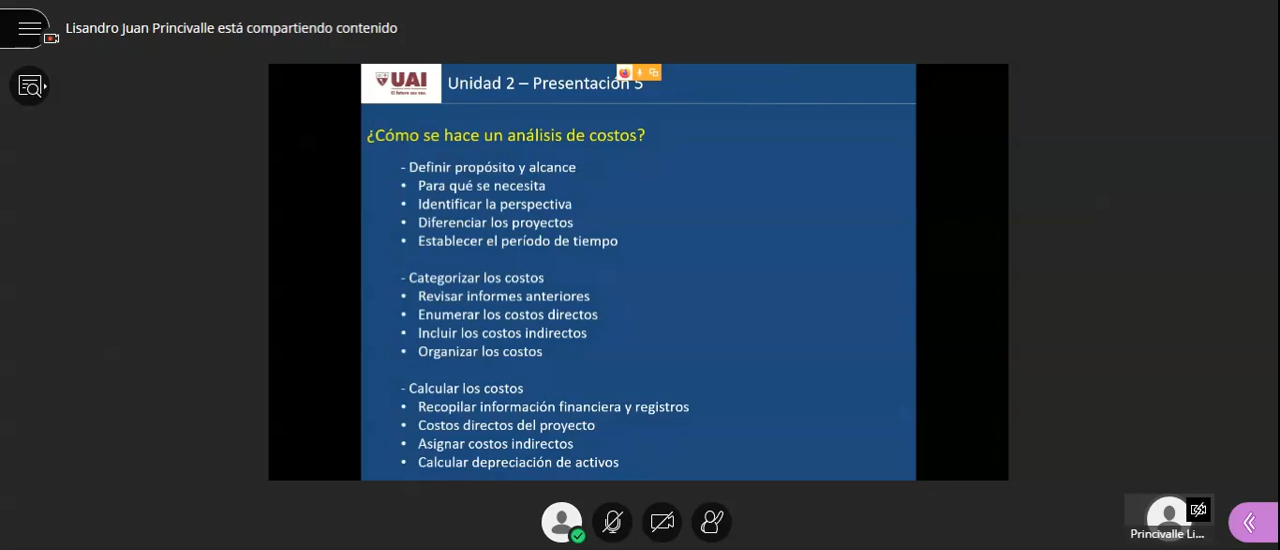 Lisandro Juan Princivalle está compartiendo contenido
UAI
Unidad 2 – Presentación 5
¿Cómo se hace un análisis de costos?
- Definir propósito y alcance
• Para qué se necesita
• Identificar la perspectiva
• Diferenciar los proyectos
• Establecer el período de tiempo
- Categorizar los costos
• Revisar informes anteriores
• Enumerar los costos directos
• Incluir los costos indirectos
• Organizar los costos
- Calcular los costos
• Recopilar información financiera y registros
• Costos directos del proyecto
• Asignar costos indirectos
• Calcular depreciación de activos
Princivalle Li...